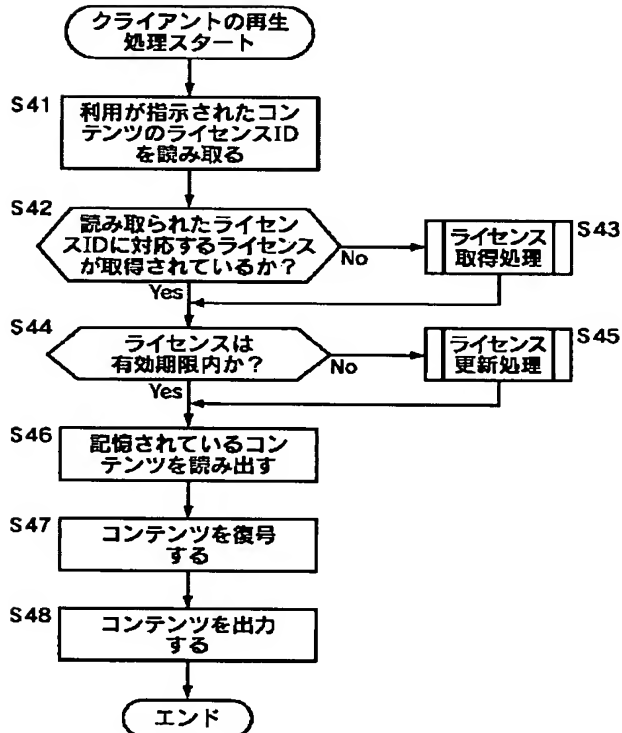 クライアントの再生
処理スタート
S41
利用が指示されたコン
テンツのライセンスID
を読み取る
S42
読み取られたライセン
スIDに対応するライセンス
が取得されているか？
No
ライセンス
取得処理
S43
Yes
S44
ライセンスは
有効期限内か？
No
ライセンス
更新処理
S45
Yes
S46
記憶されているコン
テンツを読み出す
S47
コンテンツを復号
する
S48
コンテンツを出力
する
エンド